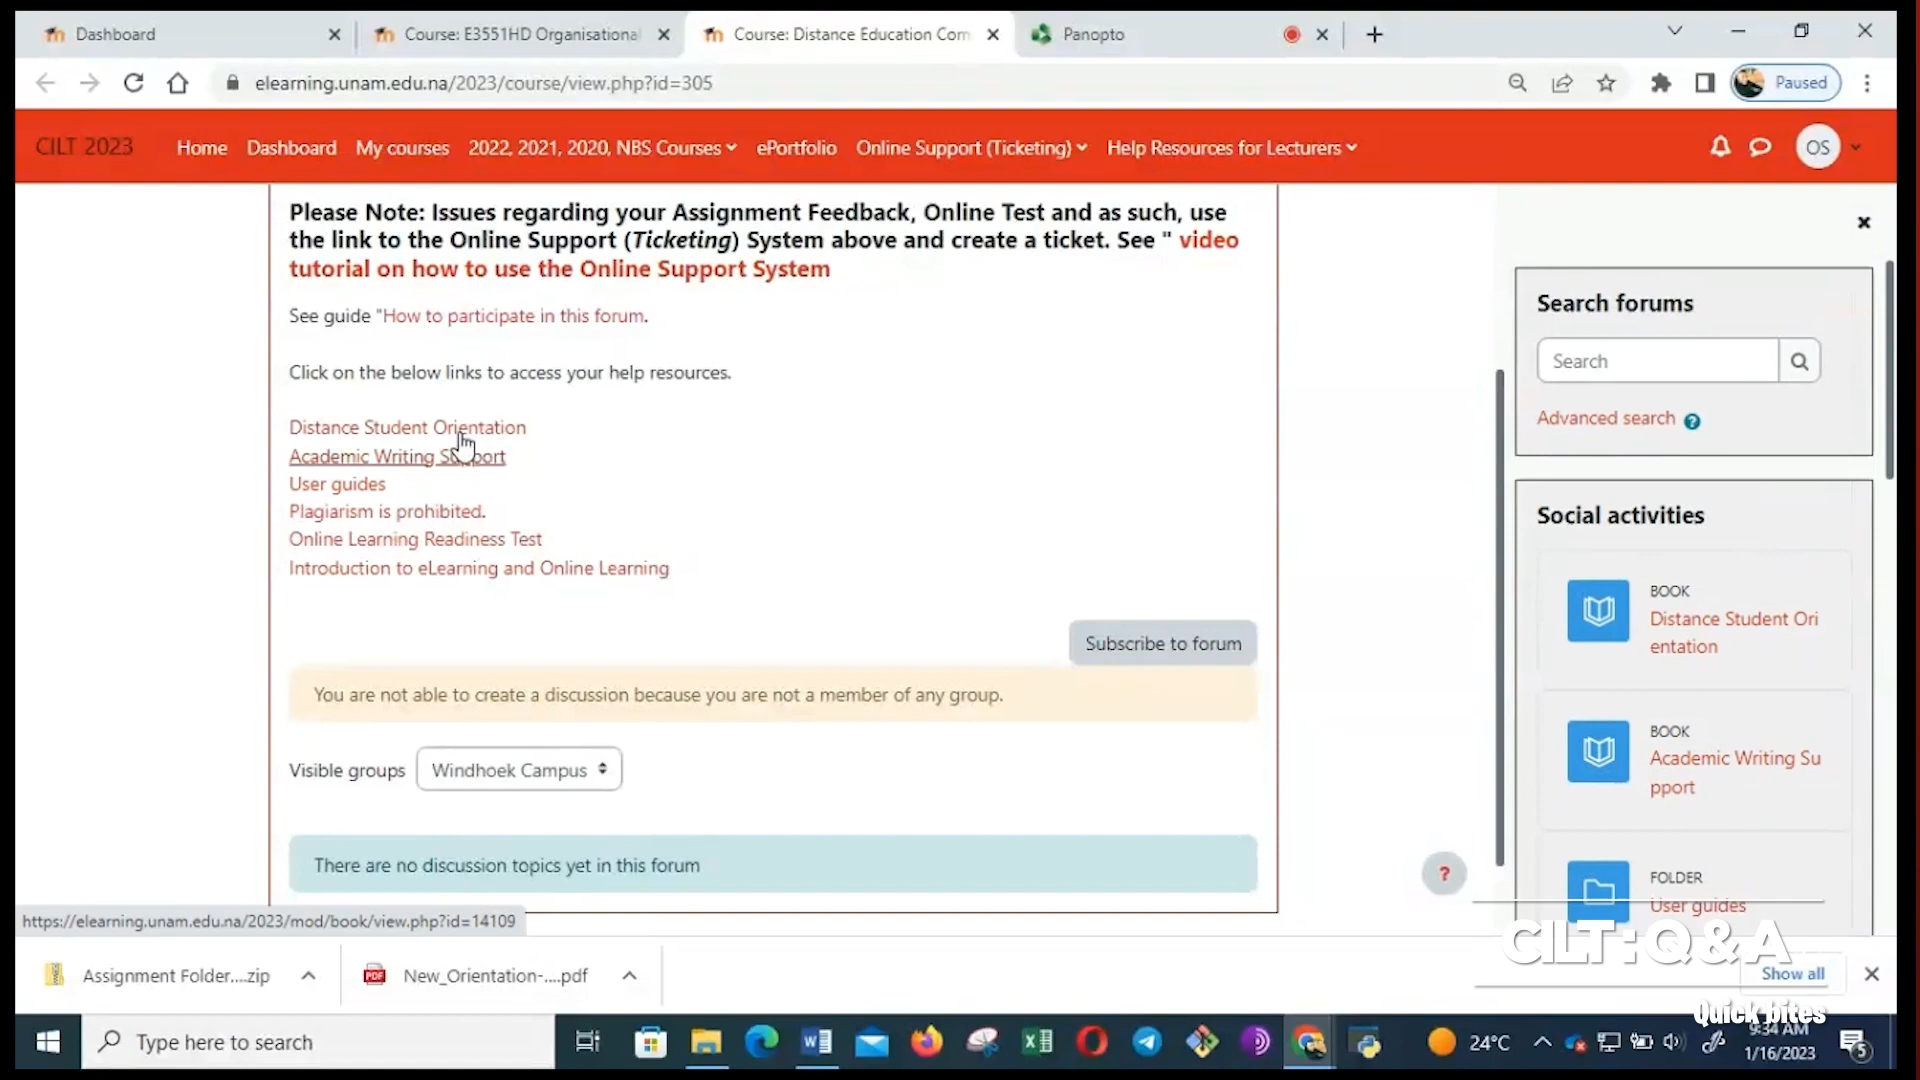 Dashboard
Course: E3551HD Organisational
Course: Distance Education Com
Panopto
elearning.unam.edu.na/2023/course/view.php?id=305
Paused
CILT 2023
Home
Dashboard
My courses
2022, 2021, 2020, NBS Courses
ePortfolio
Online Support (Ticketing)
Help Resources for Lecturers
OS
Please Note: Issues regarding your Assignment Feedback, Online Test and as such, use
the link to the Online Support (Ticketing) System above and create a ticket. See " video
tutorial on how to use the Online Support System
See guide "How to participate in this forum.
Click on the below links to access your help resources.
Distance Student Orientation
Academic Writing Support
User guides
Plagiarism is prohibited.
Online Learning Readiness Test
Introduction to eLearning and Online Learning
Subscribe to forum
You are not able to create a discussion because you are not a member of any group.
Visible groups
Windhoek Campus
There are no discussion topics yet in this forum
Search forums
Search
Advanced search ?
Social activities
BOOK
Distance Student Ori
entation
BOOK
Academic Writing Su
pport
FOLDER
User guides
?
https://elearning.unam.edu.na/2023/mod/book/view.php?id=14109
CILT:Q&A
Quick bites
Assignment Folder....zip
PDF
New_Orientation-....pdf
Show all
Type here to search
24°C
9:34 AM
1/16/2023
5